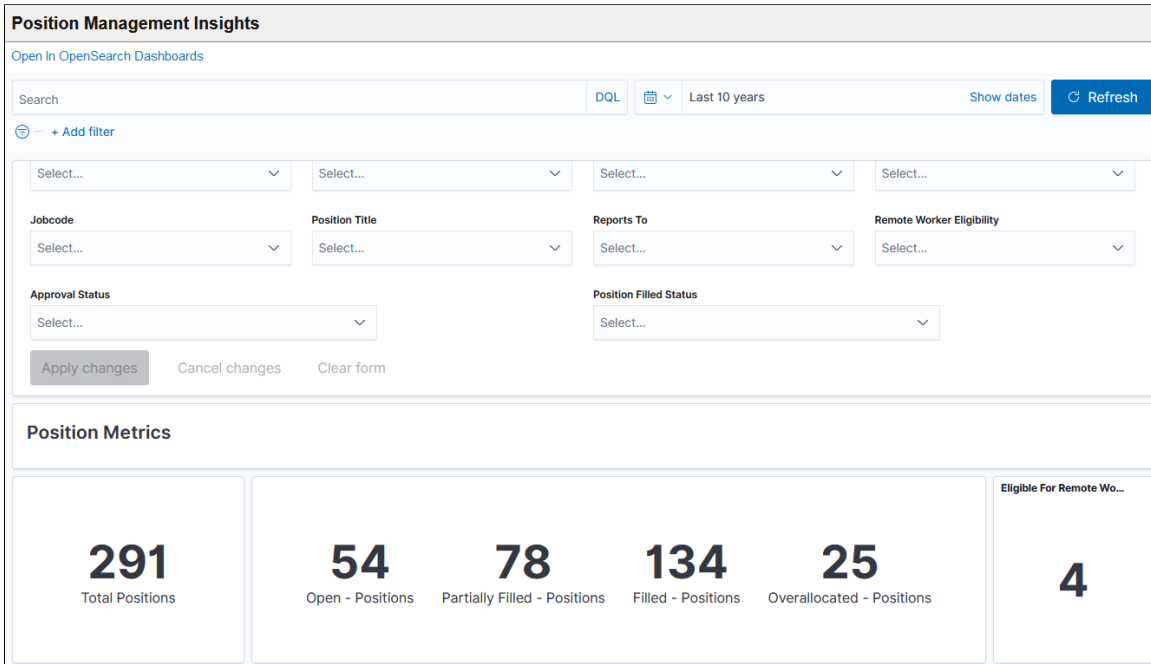 Position Management Insights
Open In OpenSearch Dashboards
Search DQL Last 10 years Show dates Refresh
+ Add filter
Select... Select... Select... Select...
Jobcode Position Title Reports To Remote Worker Eligibility
Select... Select... Select... Select...
Approval Status Position Filled Status
Select... Select...
Apply changes Cancel changes Clear form
Position Metrics
Eligible For Remote Wo...
291 54 78 134 25 4
Total Positions Open - Positions Partially Filled - Positions Filled - Positions Overallocated - Positions